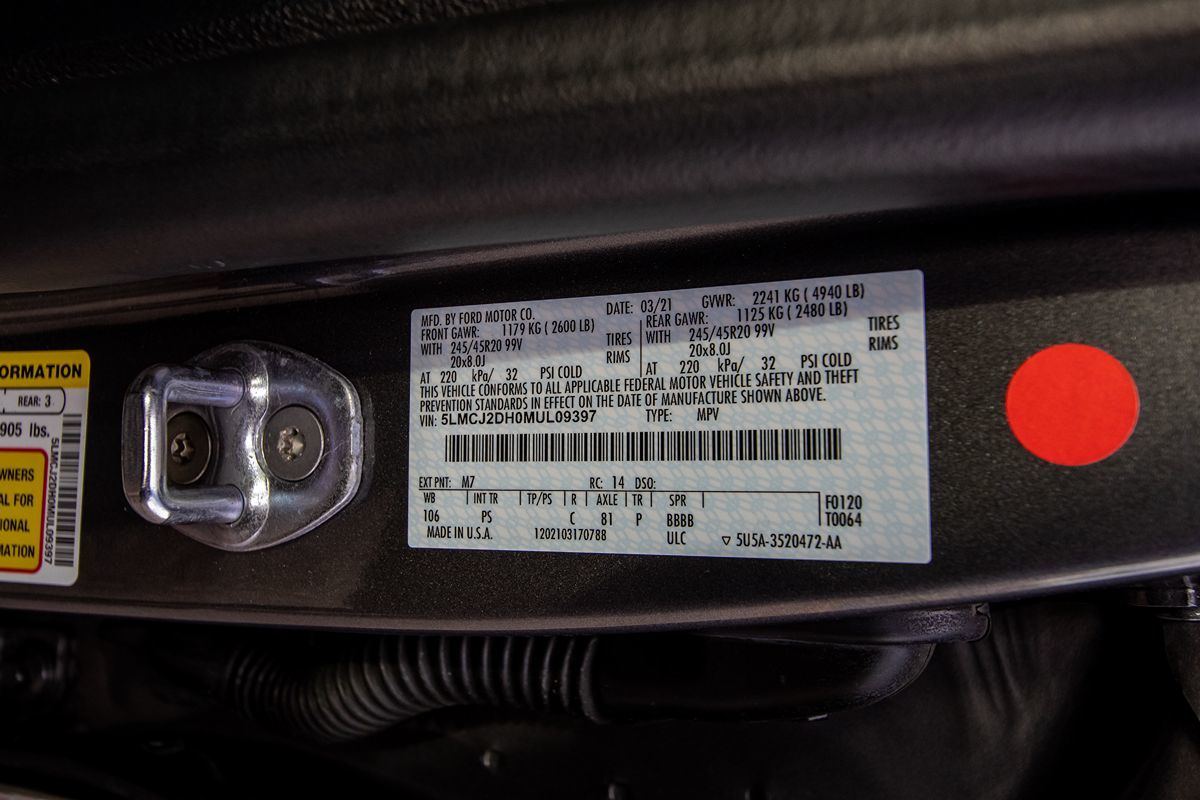 ORMATION
REAR: 3
905 lbs.
WNERS
AL FOR
IONAL
MATION
5LMCJ2DH0MUL09397
MFD. BY FORD MOTOR CO. DATE: 03/21 GVWR: 2241 KG ( 4940 LB)
FRONT GAWR: 1179 KG ( 2600 LB) REAR GAWR: 1125 KG ( 2480 LB)
WITH 245/45R20 99V TIRES WITH 245/45R20 99V TIRES
20x8.0J RIMS 20x8.0J RIMS
AT 220 kPa/ 32 PSI COLD AT 220 kPa/ 32 PSI COLD
THIS VEHICLE CONFORMS TO ALL APPLICABLE FEDERAL MOTOR VEHICLE SAFETY AND THEFT
PREVENTION STANDARDS IN EFFECT ON THE DATE OF MANUFACTURE SHOWN ABOVE.
VIN: 5LMCJ2DH0MUL09397 TYPE: MPV
EXT PNT: M7 RC: 14 DSO:
WB INT TR TP/PS R AXLE TR SPR F0120
106 PS C 81 P BBBB T0064
MADE IN U.S.A. 1202103170788 ULC ▽ 5U5A-3520472-AA